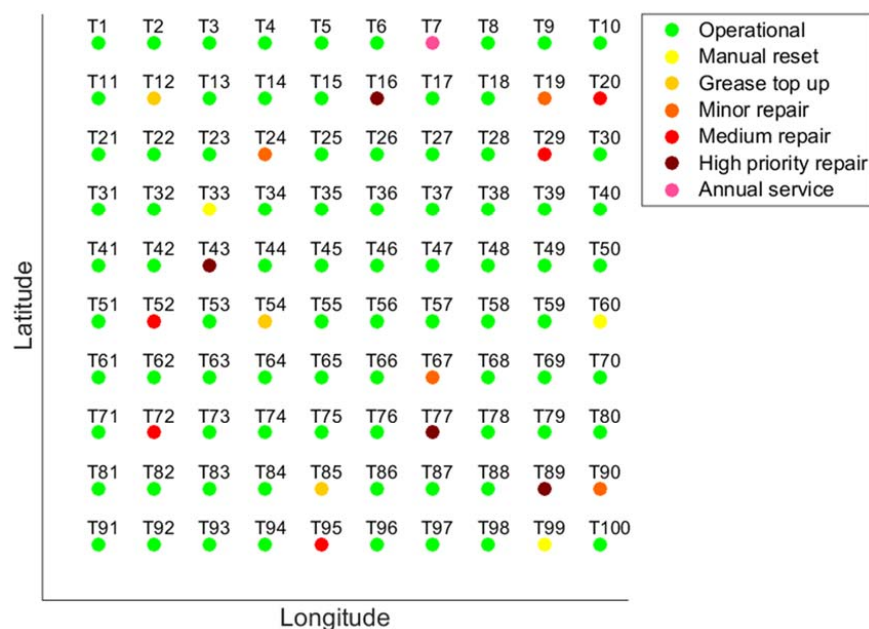 T1 T2 T3 T4 T5 T6 T7 T8 T9 T10
T11 T12 T13 T14 T15 T16 T17 T18 T19 T20
T21 T22 T23 T24 T25 T26 T27 T28 T29 T30
T31 T32 T33 T34 T35 T36 T37 T38 T39 T40
T41 T42 T43 T44 T45 T46 T47 T48 T49 T50
T51 T52 T53 T54 T55 T56 T57 T58 T59 T60
T61 T62 T63 T64 T65 T66 T67 T68 T69 T70
T71 T72 T73 T74 T75 T76 T77 T78 T79 T80
T81 T82 T83 T84 T85 T86 T87 T88 T89 T90
T91 T92 T93 T94 T95 T96 T97 T98 T99 T100
Latitude
Longitude
Operational
Manual reset
Grease top up
Minor repair
Medium repair
High priority repair
Annual service